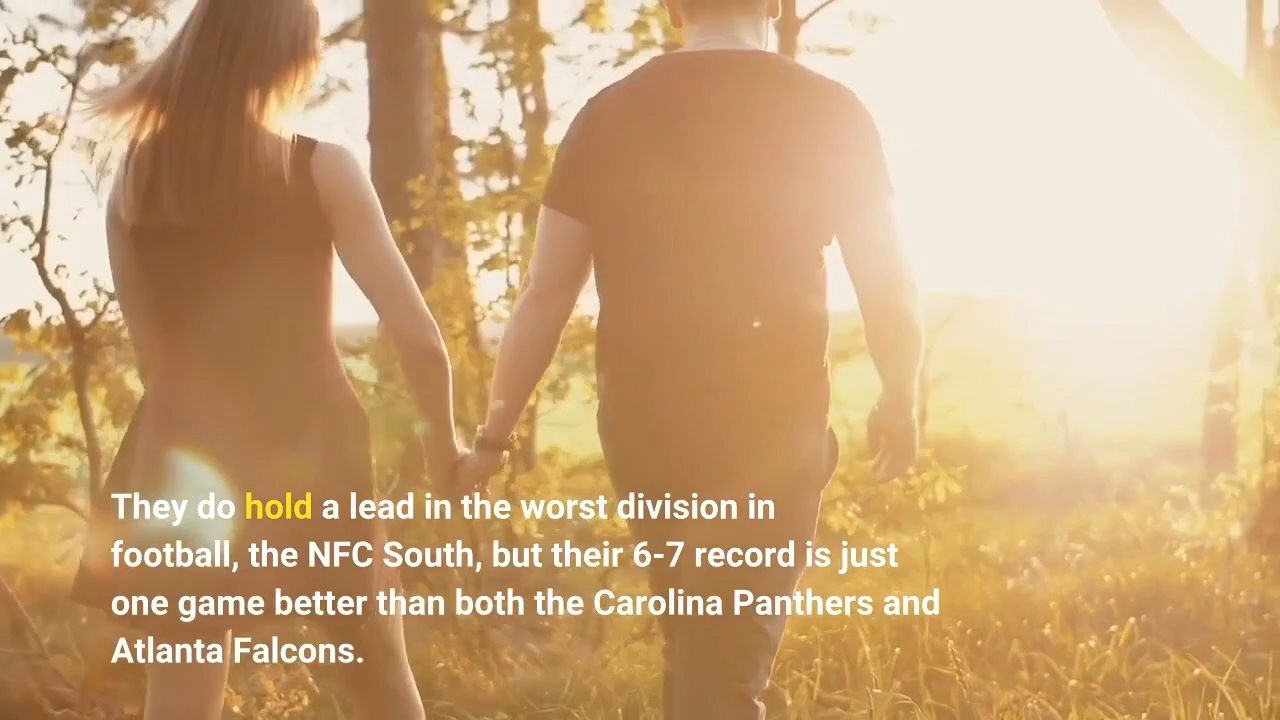 They do hold a lead in the worst division in
football, the NFC South, but their 6-7 record is just
one game better than both the Carolina Panthers and
Atlanta Falcons.